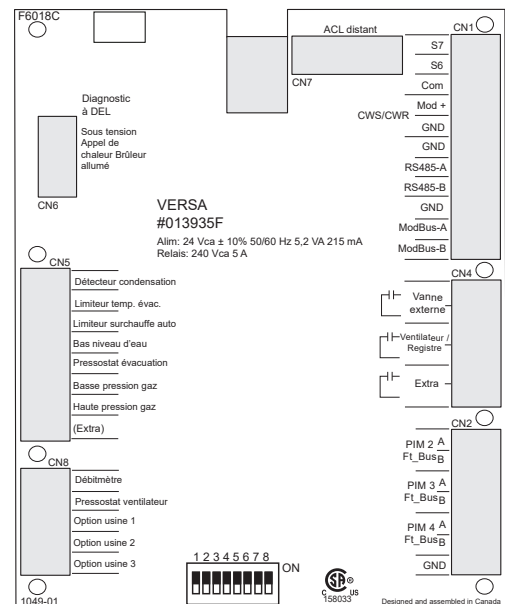 F6018C
ACL distant
CN1
CN7
S7
S6
Com
Mod +
CWS/CWR
GND
GND
RS485-A
RS485-B
GND
ModBus-A
ModBus-B
Diagnostic
à DEL
Sous tension
Appel de
chaleur Brûleur
allumé
CN6
VERSA
#013935F
Alim: 24 Vca ± 10% 50/60 Hz 5,2 VA 215 mA
Relais: 240 Vca 5 A
CN5
Détecteur condensation
Limiteur temp. évac.
Limiteur surchauffe auto
Bas niveau d'eau
Pressostat évacuation
Basse pression gaz
Haute pression gaz
(Extra)
CN4
Vanne
externe
Ventilateur /
Registre
Extra
CN8
Débitmètre
Pressostat ventilateur
Option usine 1
Option usine 2
Option usine 3
CN2
PIM 2 A
Ft_Bus B
PIM 3 A
Ft_Bus B
PIM 4 A
Ft_Bus B
GND
1 2 3 4 5 6 7 8
ON
C US
158033
1049-01
Designed and assembled in Canada